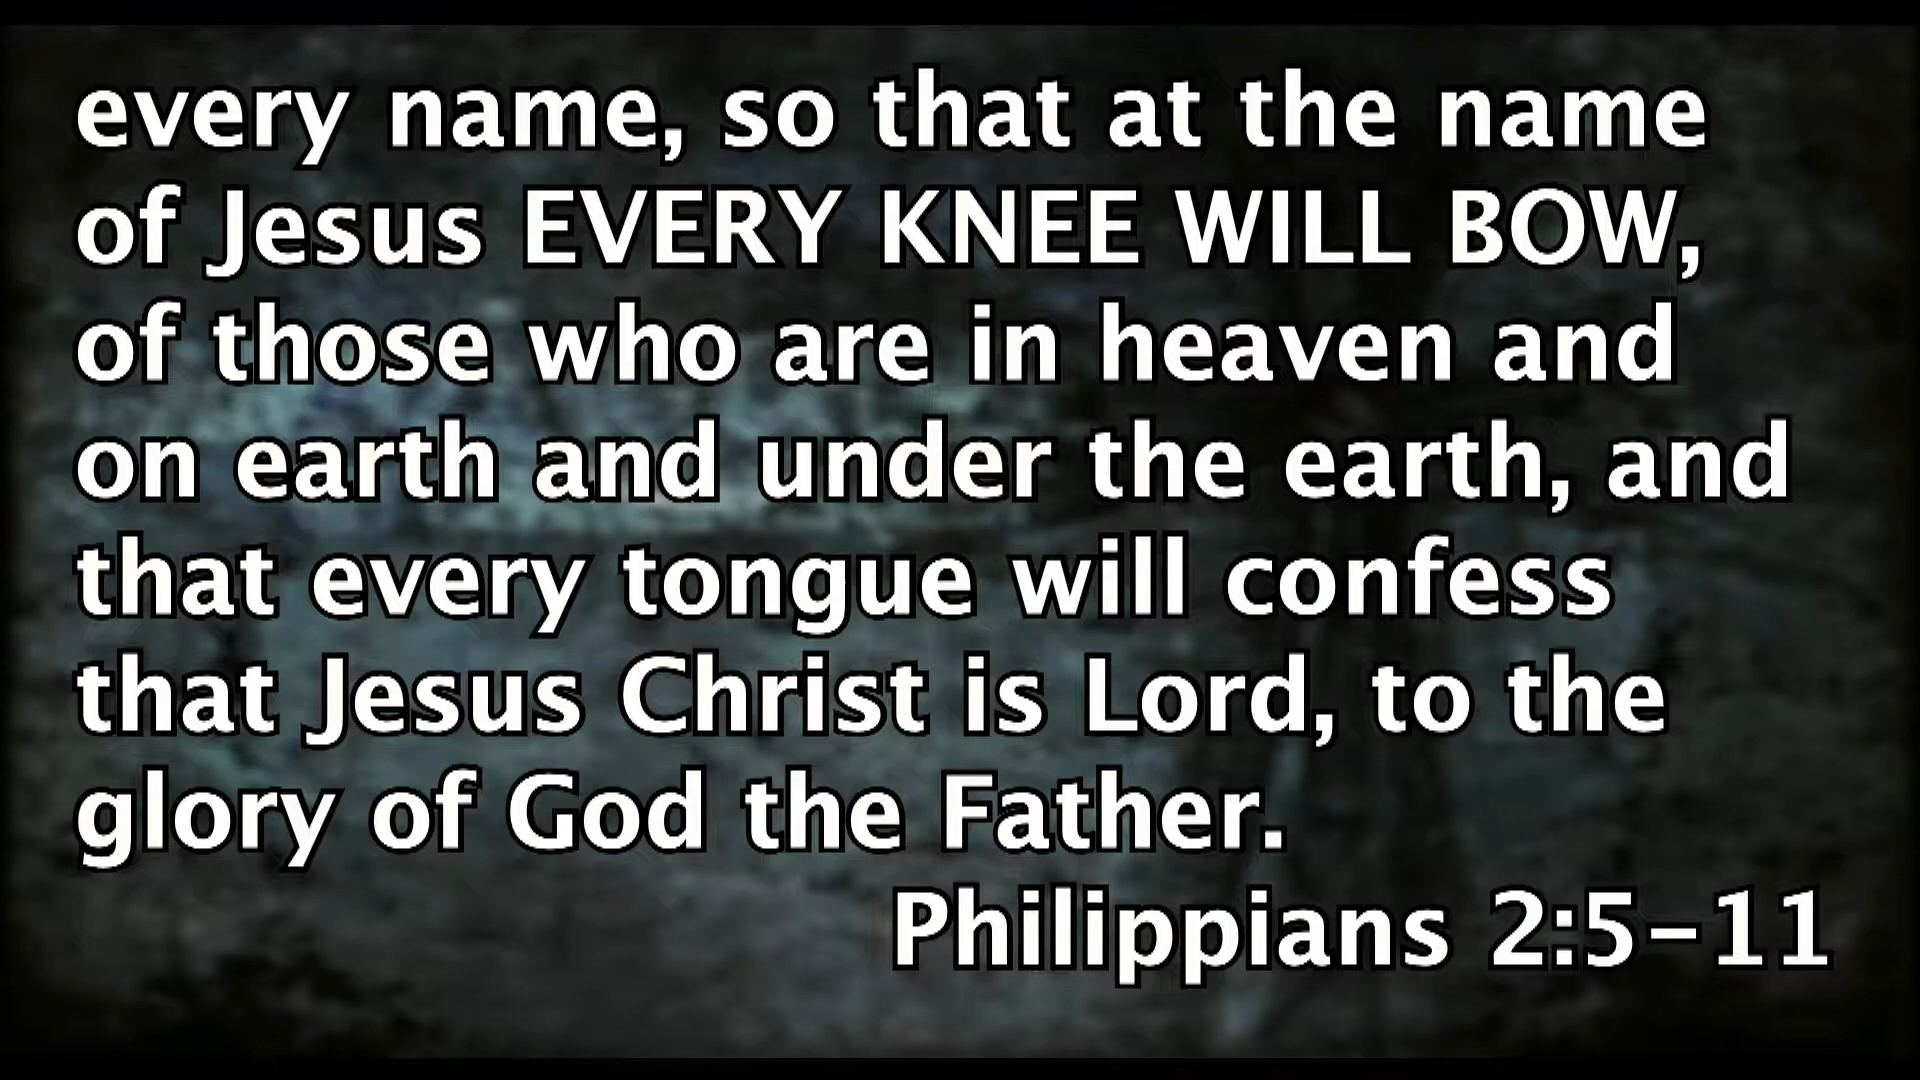 every name, so that at the name
of Jesus EVERY KNEE WILL BOW,
of those who are in heaven and
on earth and under the earth, and
that every tongue will confess
that Jesus Christ is Lord, to the
glory of God the Father.
Philippians 2:5-11